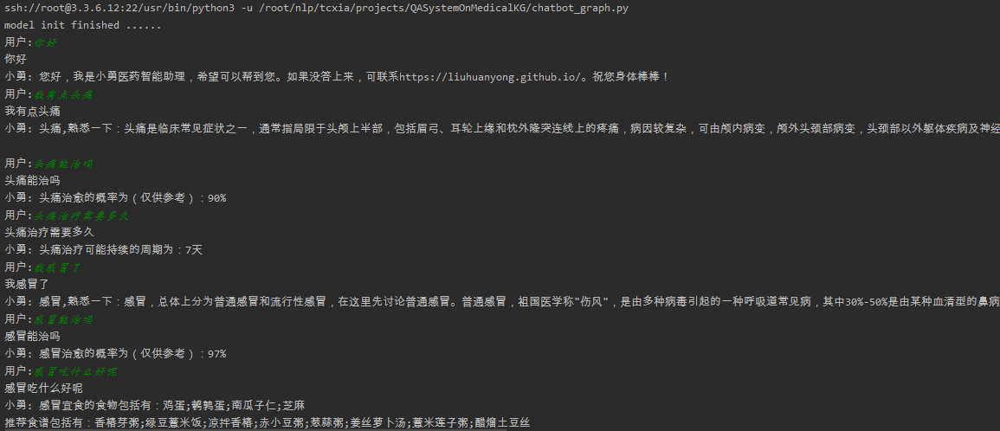 ssh://root@3.3.6.12:22/usr/bin/python3 -u /root/nlp/tcxia/projects/QASystemOnMedicalKG/chatbot_graph.py
model init finished ......
用户:你好
你好
小勇: 您好，我是小勇医药智能助理，希望可以帮到您。如果没答上来，可联系https://liuhuanyong.github.io/。祝您身体棒棒！
用户:我有点头痛
我有点头痛
小勇: 头痛,熟悉一下：头痛是临床常见症状之一，通常指局限于头颅上半部，包括眉弓、耳轮上缘和枕外隆突连线上的疼痛，病因较复杂，可由颅内病变，颅外头颈部病变，头颈部以外躯体疾病及神经
用户:头痛能治吗
头痛能治吗
小勇: 头痛治愈的概率为（仅供参考）：90%
用户:头痛治疗需要多久
头痛治疗需要多久
小勇: 头痛治疗可能持续的周期为：7天
用户:我感冒了
我感冒了
小勇: 感冒,熟悉一下：感冒，总体上分为普通感冒和流行性感冒，在这里先讨论普通感冒。普通感冒，祖国医学称"伤风"，是由多种病毒引起的一种呼吸道常见病，其中30%-50%是由某种血清型的鼻病
用户:感冒能治吗
感冒能治吗
小勇: 感冒治愈的概率为（仅供参考）：97%
用户:感冒吃什么好呢
感冒吃什么好呢
小勇: 感冒宜食的食物包括有：鸡蛋;鹌鹑蛋;南瓜子仁;芝麻
推荐食谱包括有：香椿芽粥;绿豆薏米饭;凉拌香椿;赤小豆粥;葱蒜粥;姜丝萝卜汤;薏米莲子粥;醋熘土豆丝